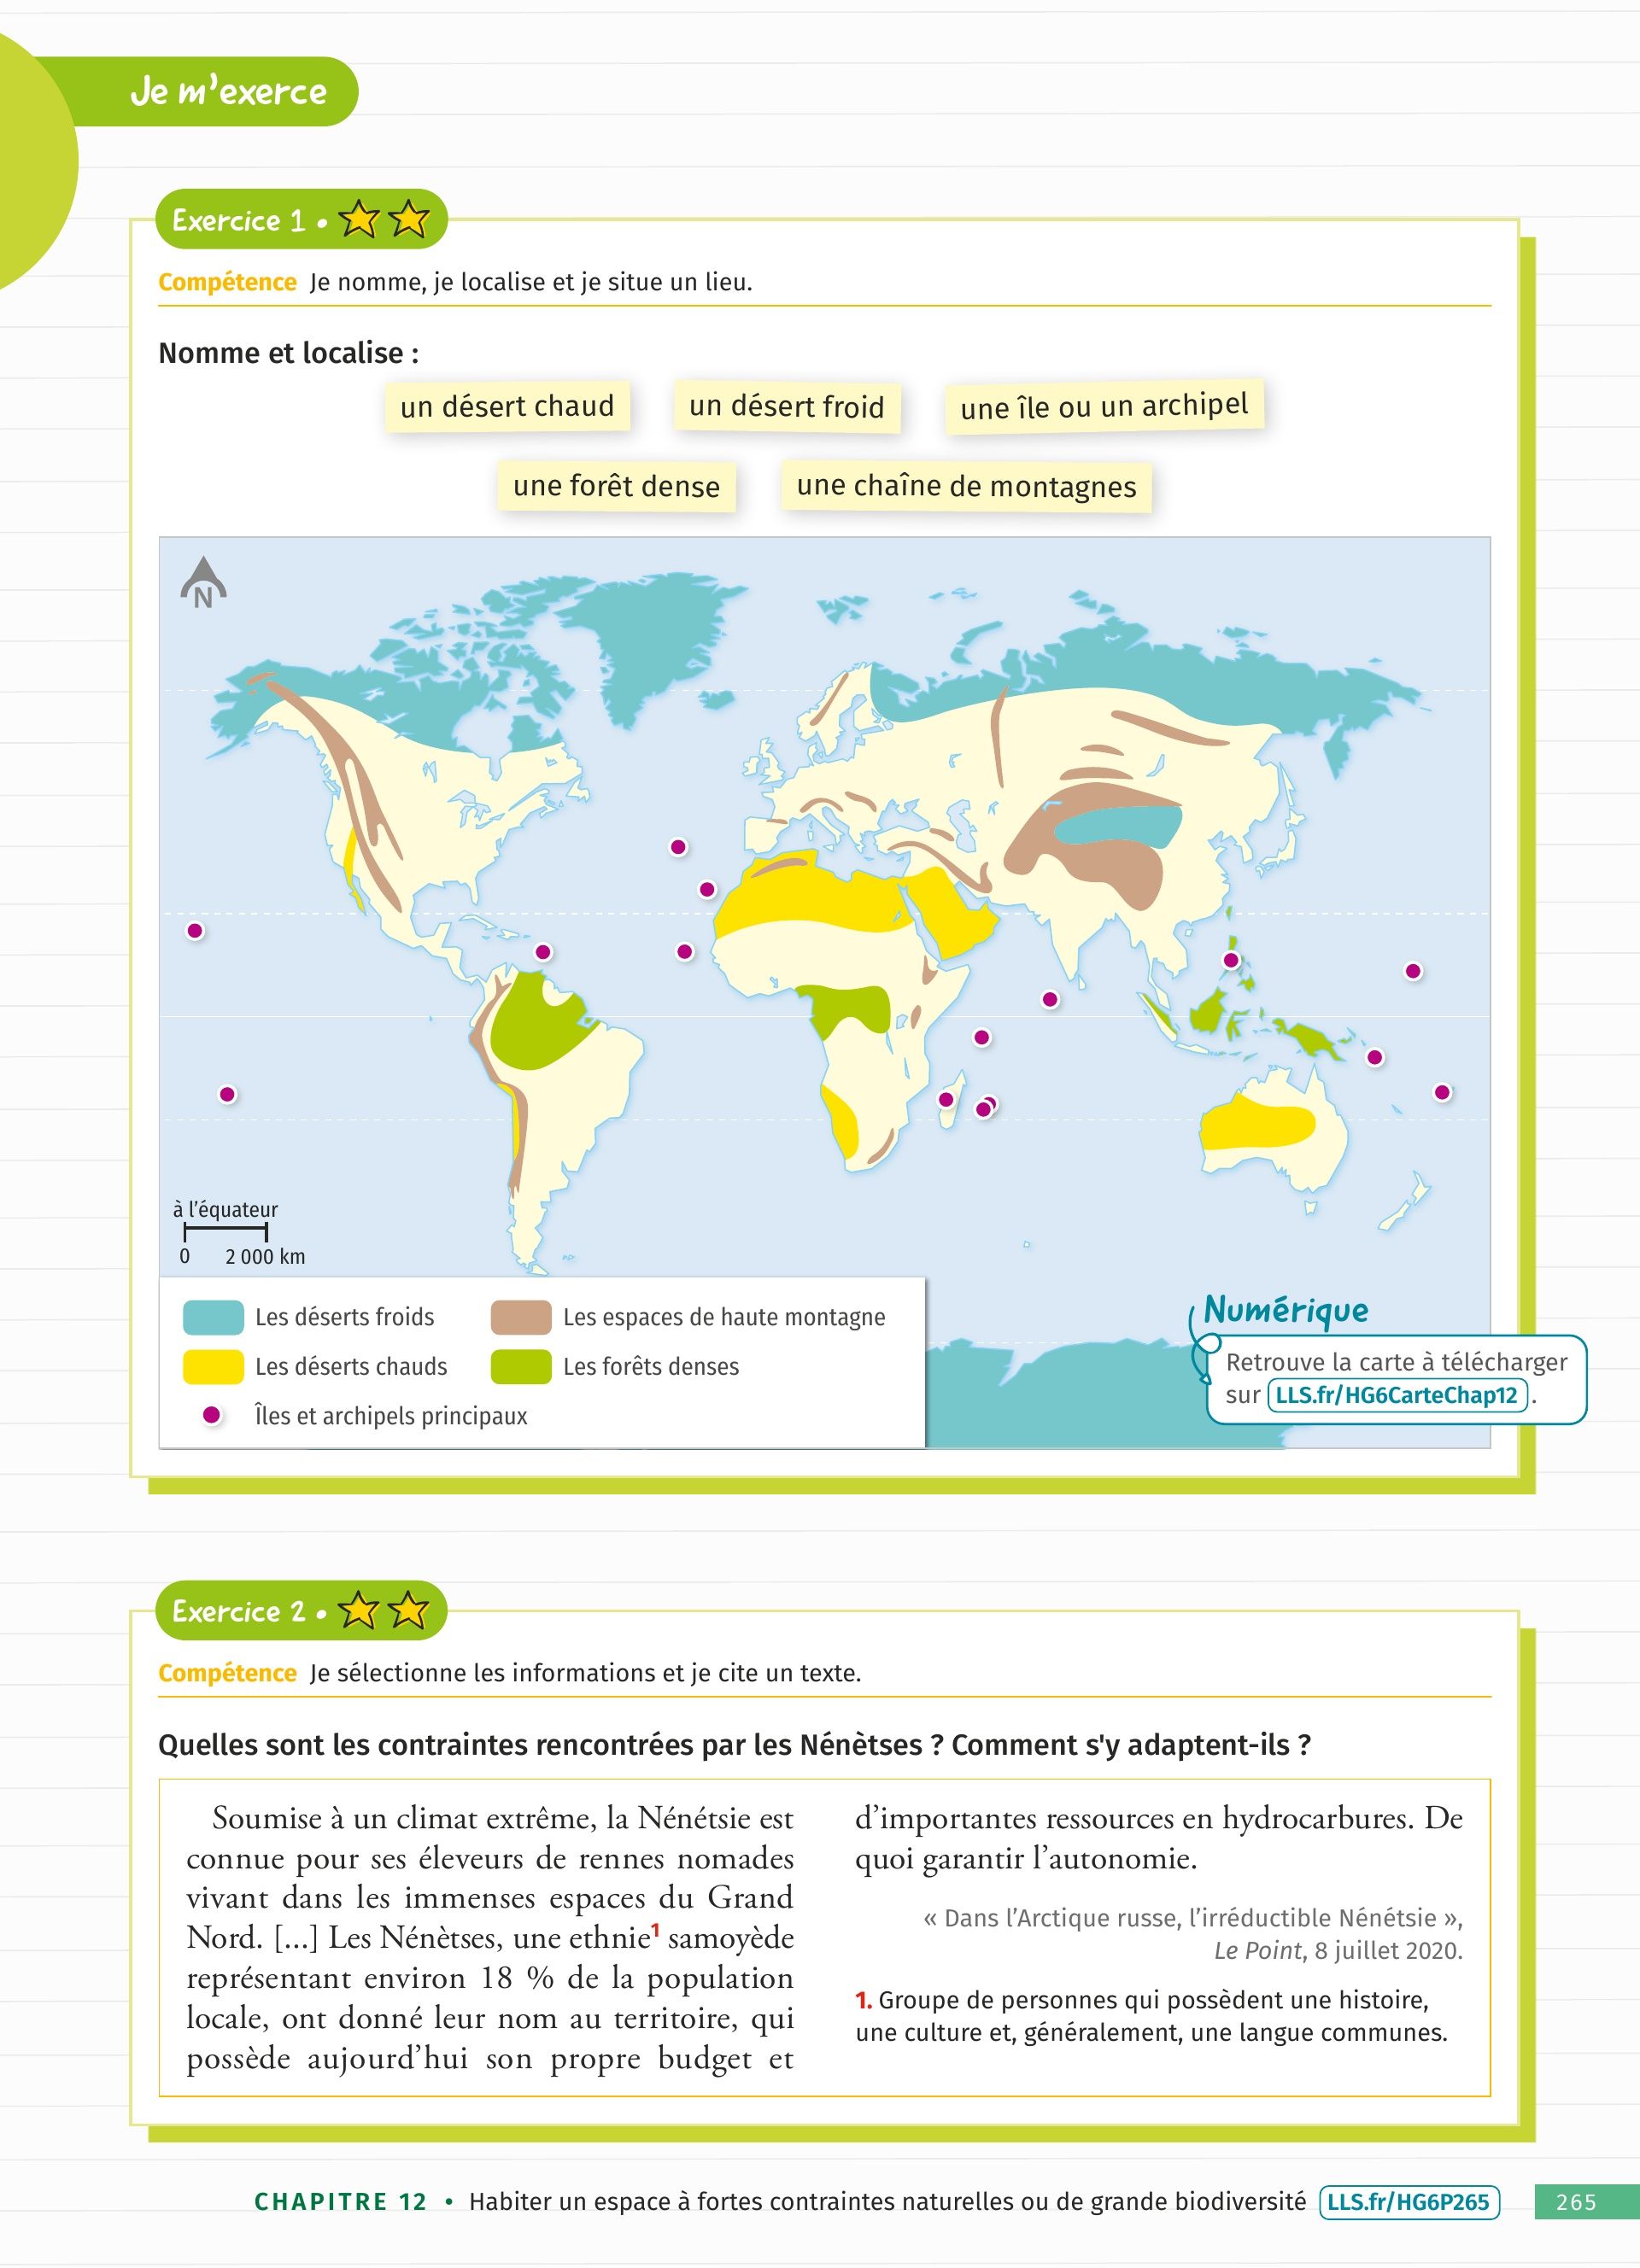 Je m'exerce
Exercice 1 •
Compétence Je nomme, je localise et je situe un lieu.
Nomme et localise :
un désert chaud
un désert froid
une île ou un archipel
une forêt dense
une chaîne de montagnes
N
à l'équateur
0 2 000 km
Les déserts froids
Les espaces de haute montagne
Les déserts chauds
Les forêts denses
Îles et archipels principaux
Numérique
Retrouve la carte à télécharger
sur LLS.fr/HG6CarteChap12 .
Exercice 2 •
Compétence Je sélectionne les informations et je cite un texte.
Quelles sont les contraintes rencontrées par les Nénètses ? Comment s'y adaptent-ils ?
Soumise à un climat extrême, la Nénétsie est
connue pour ses éleveurs de rennes nomades
vivant dans les immenses espaces du Grand
Nord. [...] Les Nénètses, une ethnie1 samoyède
représentant environ 18 % de la population
locale, ont donné leur nom au territoire, qui
possède aujourd'hui son propre budget et
d'importantes ressources en hydrocarbures. De
quoi garantir l'autonomie.
« Dans l'Arctique russe, l'irréductible Nénétsie »,
Le Point, 8 juillet 2020.
1. Groupe de personnes qui possèdent une histoire,
une culture et, généralement, une langue communes.
CHAPITRE 12 • Habiter un espace à fortes contraintes naturelles ou de grande biodiversité LLS.fr/HG6P265 265